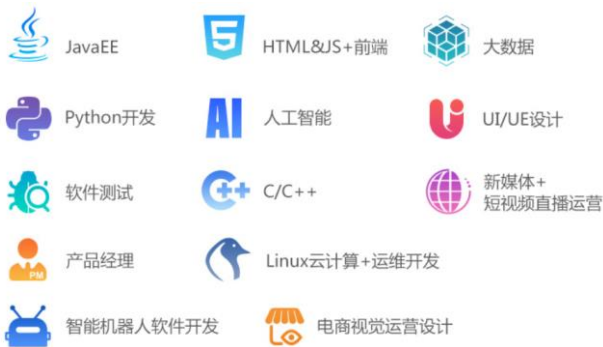 JavaEE
HTML&JS+前端
大数据
Python开发
AI
人工智能
UI/UE设计
软件测试
C++
C/C++
新媒体+
短视频直播运营
PM
产品经理
Linux云计算+运维开发
智能机器人软件开发
电商视觉运营设计